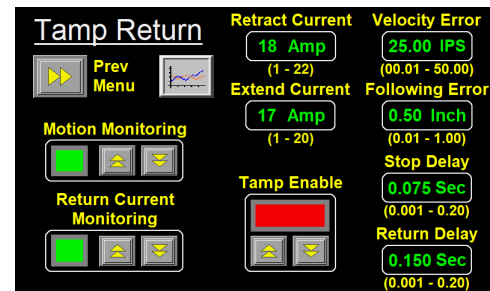 Tamp Return
Prev
Menu
Motion Monitoring
Return Current
Monitoring
Retract Current
18 Amp
(1 - 22)
Extend Current
17 Amp
(1 - 20)
Tamp Enable
Velocity Error
25.00 IPS
(00.01 - 50.00)
Following Error
0.50 Inch
(0.01 - 1.00)
Stop Delay
0.075 Sec
(0.001 - 0.20)
Return Delay
0.150 Sec
(0.001 - 0.20)